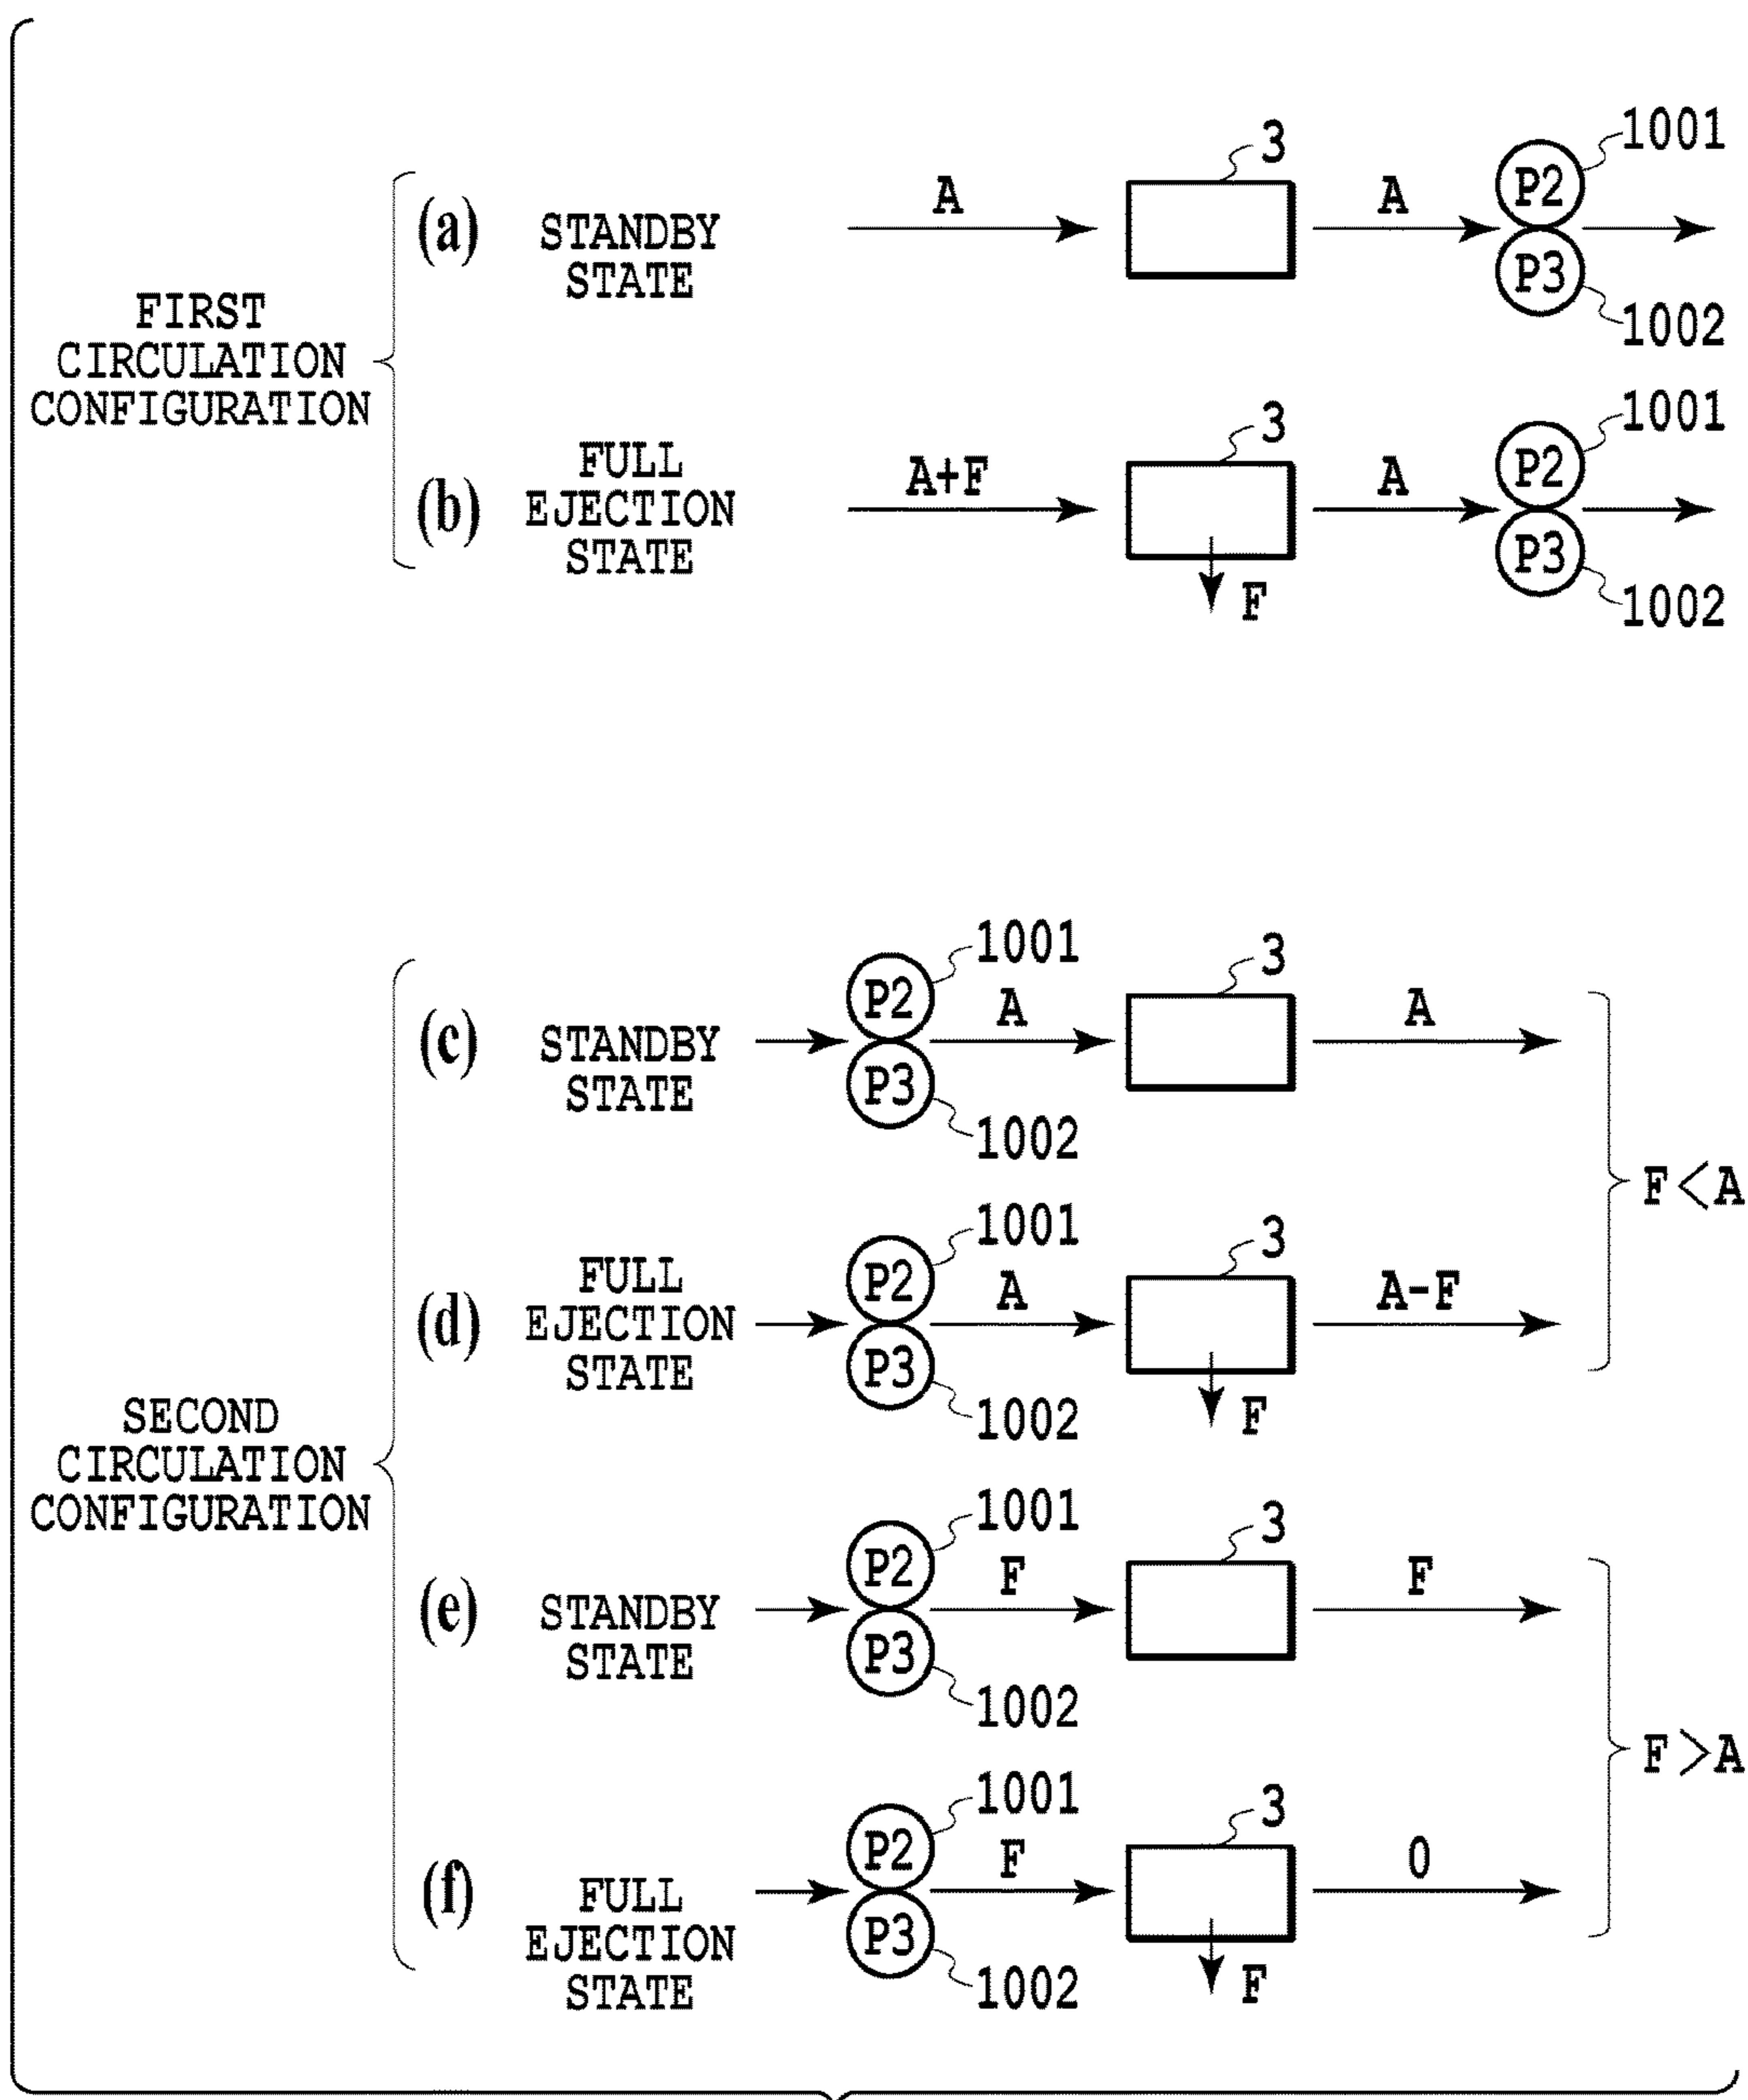 FIRST
CIRCULATION
CONFIGURATION
(a)
STANDBY
STATE
A
3
A
P2
P3
1001
1002
(b)
FULL
EJECTION
STATE
A+F
3
F
A
P2
P3
1001
1002
SECOND
CIRCULATION
CONFIGURATION
(c)
STANDBY
STATE
P2
P3
1001
1002
A
3
A
(d)
FULL
EJECTION
STATE
P2
P3
1001
1002
A
3
F
A-F
F<A
(e)
STANDBY
STATE
P2
P3
1001
1002
F
3
F
(f)
FULL
EJECTION
STATE
P2
P3
1001
1002
F
3
F
0
F>A